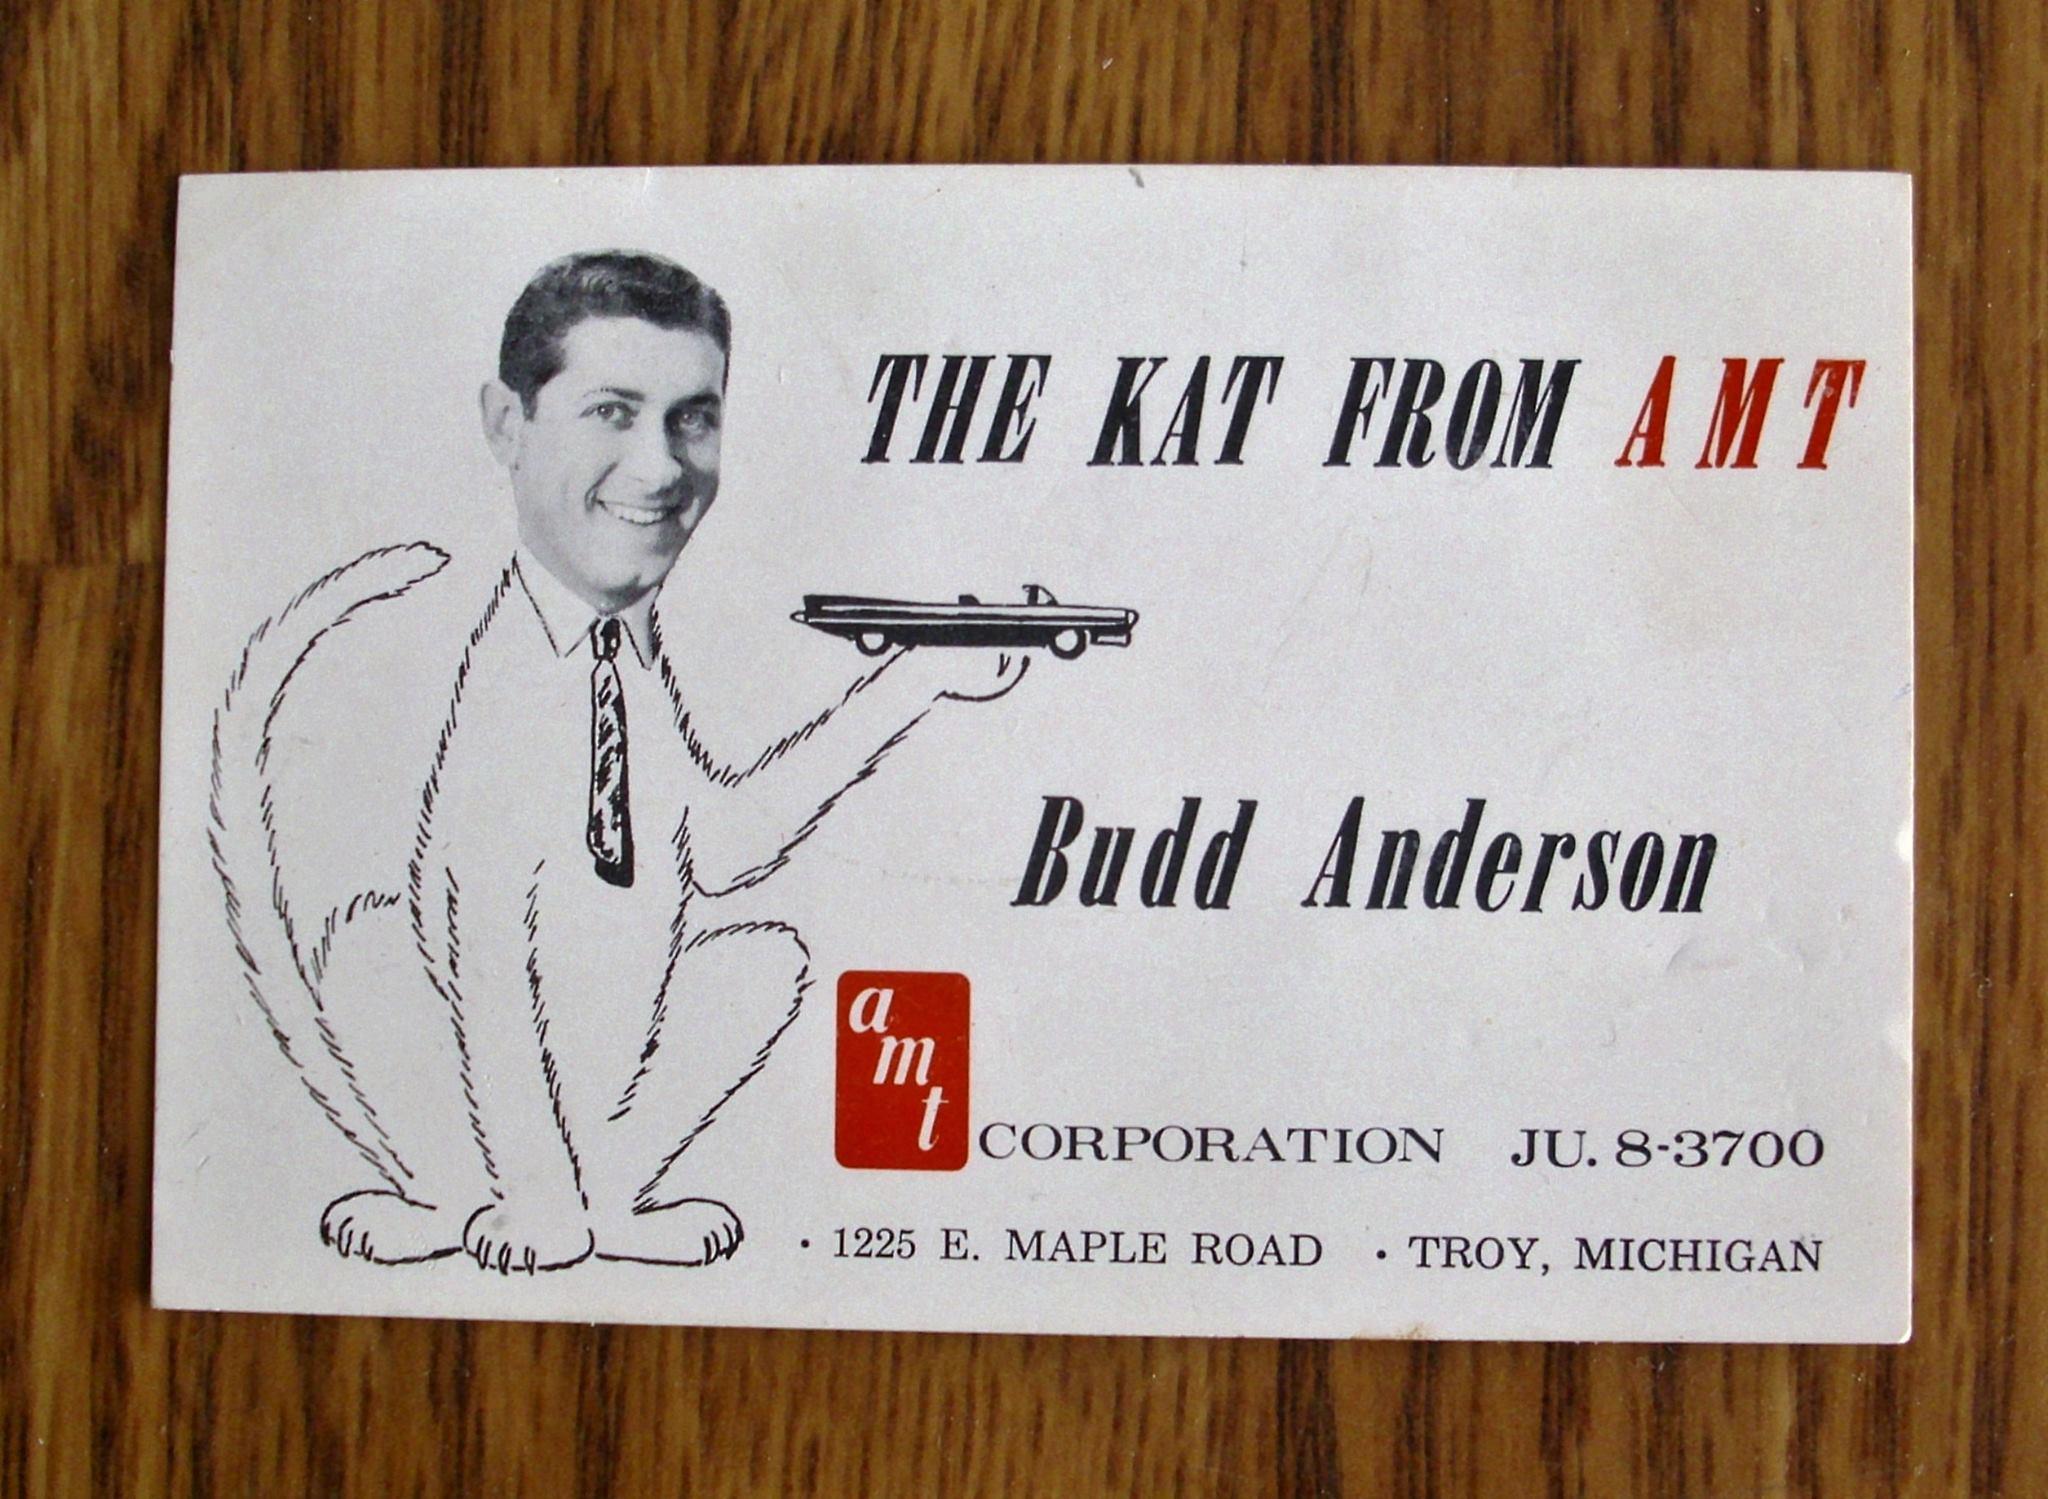 THE KAT FROM AMT
Budd Anderson
amt CORPORATION JU. 8-3700
• 1225 E. MAPLE ROAD • TROY, MICHIGAN